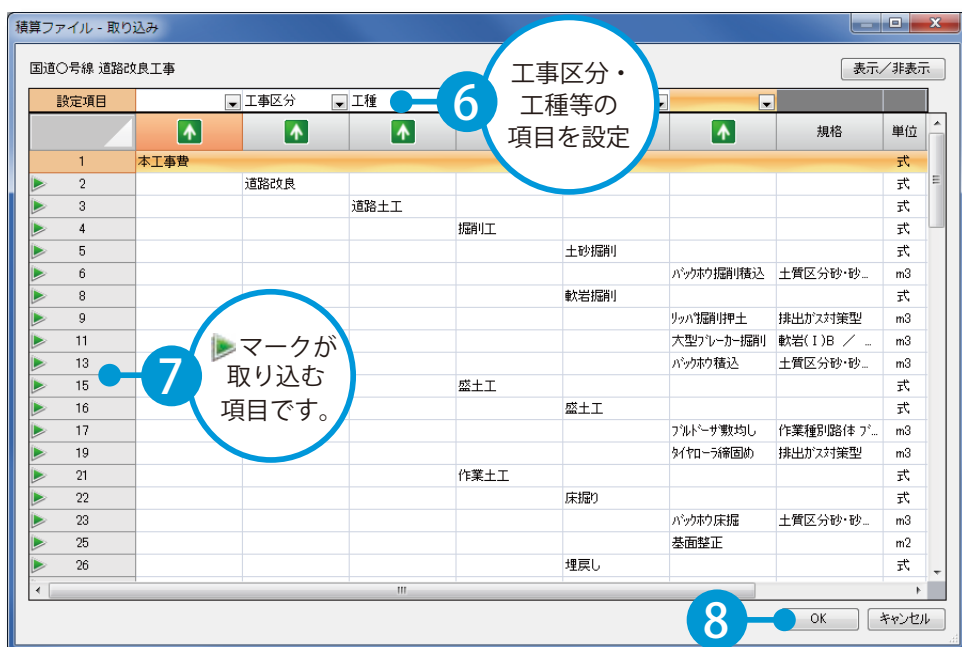 積算ファイル - 取り込み
国道○号線 道路改良工事
表示／非表示
設定項目 工事区分 工種
6 工事区分・
工種等の
項目を設定
規格 単位
1 本工事費 式
2 道路改良 式
3 道路土工 式
4 掘削工 式
5 土砂掘削 式
6 バックホウ掘削積込 土質区分砂・砂... m3
8 軟岩掘削 式
9 リッパ掘削押土 排出ガス対策型 m3
11 大型ブレーカー掘削 軟岩(Ⅰ)B ／ ... m3
13 バックホウ積込 土質区分砂・砂... m3
15 盛土工 式
16 盛土工 式
17 ブルドーザ敷均し 作業種別路体 ブ... m3
19 タイヤローラ締固め 排出ガス対策型 m3
21 作業土工 式
22 床掘り 式
23 バックホウ床掘 土質区分砂・砂... m3
25 基面整正 m2
26 埋戻し 式
7 マークが
取り込む
項目です。
8 OK キャンセル